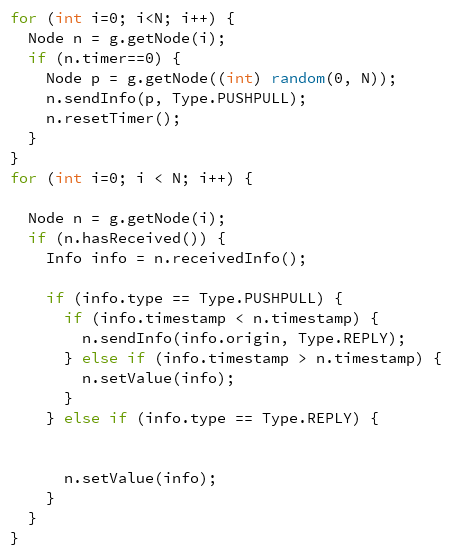 for (int i=0; i<N; i++) {
  Node n = g.getNode(i);
  if (n.timer==0) {
    Node p = g.getNode((int) random(0, N));
    n.sendInfo(p, Type.PUSHPULL);
    n.resetTimer();
  }
}
for (int i=0; i < N; i++) {

  Node n = g.getNode(i);
  if (n.hasReceived()) {
    Info info = n.receivedInfo();

    if (info.type == Type.PUSHPULL) {
      if (info.timestamp < n.timestamp) {
        n.sendInfo(info.origin, Type.REPLY);
      } else if (info.timestamp > n.timestamp) {
        n.setValue(info);
      }
    } else if (info.type == Type.REPLY) {


      n.setValue(info);
    }
  }
}